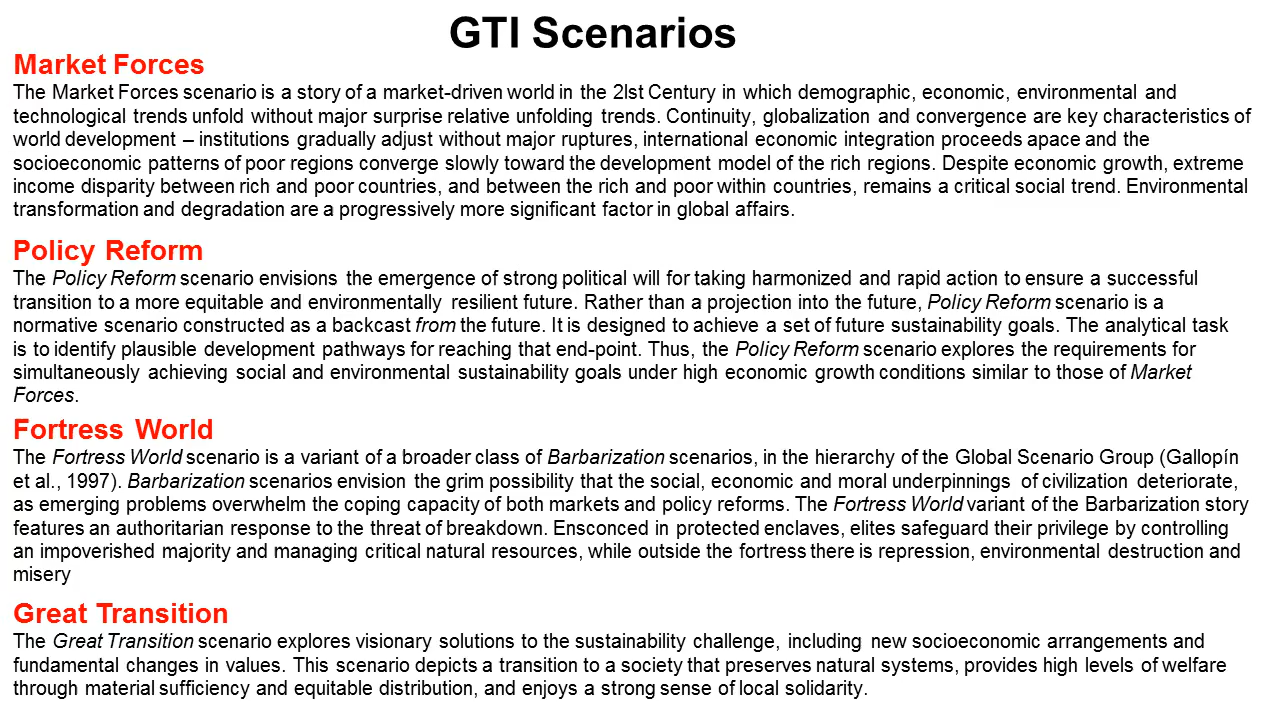 GTI Scenarios
Market Forces
The Market Forces scenario is a story of a market-driven world in the 2lst Century in which demographic, economic, environmental and
technological trends unfold without major surprise relative unfolding trends. Continuity, globalization and convergence are key characteristics of
world development – institutions gradually adjust without major ruptures, international economic integration proceeds apace and the
socioeconomic patterns of poor regions converge slowly toward the development model of the rich regions. Despite economic growth, extreme
income disparity between rich and poor countries, and between the rich and poor within countries, remains a critical social trend. Environmental
transformation and degradation are a progressively more significant factor in global affairs.
Policy Reform
The Policy Reform scenario envisions the emergence of strong political will for taking harmonized and rapid action to ensure a successful
transition to a more equitable and environmentally resilient future. Rather than a projection into the future, Policy Reform scenario is a
normative scenario constructed as a backcast from the future. It is designed to achieve a set of future sustainability goals. The analytical task
is to identify plausible development pathways for reaching that end-point. Thus, the Policy Reform scenario explores the requirements for
simultaneously achieving social and environmental sustainability goals under high economic growth conditions similar to those of Market
Forces.
Fortress World
The Fortress World scenario is a variant of a broader class of Barbarization scenarios, in the hierarchy of the Global Scenario Group (Gallopín
et al., 1997). Barbarization scenarios envision the grim possibility that the social, economic and moral underpinnings of civilization deteriorate,
as emerging problems overwhelm the coping capacity of both markets and policy reforms. The Fortress World variant of the Barbarization story
features an authoritarian response to the threat of breakdown. Ensconced in protected enclaves, elites safeguard their privilege by controlling
an impoverished majority and managing critical natural resources, while outside the fortress there is repression, environmental destruction and
misery
Great Transition
The Great Transition scenario explores visionary solutions to the sustainability challenge, including new socioeconomic arrangements and
fundamental changes in values. This scenario depicts a transition to a society that preserves natural systems, provides high levels of welfare
through material sufficiency and equitable distribution, and enjoys a strong sense of local solidarity.